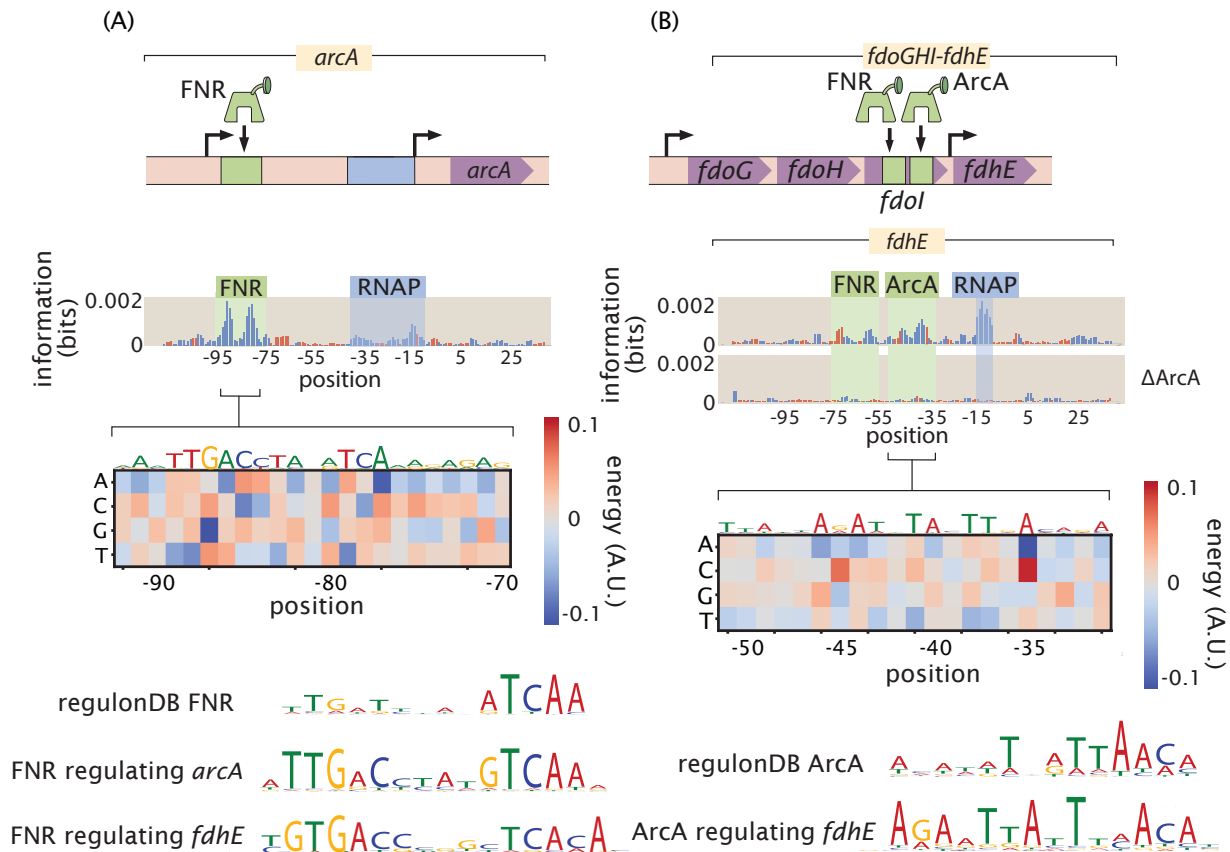 (A)
arcA
FNR
arcA
FNR
RNAP
information
(bits)
0.002
0
-95
-75
-55
-35
-15
5
25
position
A
C
G
T
-90
-80
-70
position
0.1
0
-0.1
energy (A.U.)
regulonDB FNR
FNR regulating arcA
FNR regulating fdhE
(B)
fdoGHI-fdhE
FNR
ArcA
fdoG
fdoH
fdhE
fdoI
fdhE
FNR
ArcA
RNAP
information
(bits)
0.002
0
0.002
0
ΔArcA
-95
-75
-55
-35
-15
5
25
position
A
C
G
T
-50
-45
-40
-35
position
0.1
0
-0.1
energy (A.U.)
regulonDB ArcA
ArcA regulating fdhE